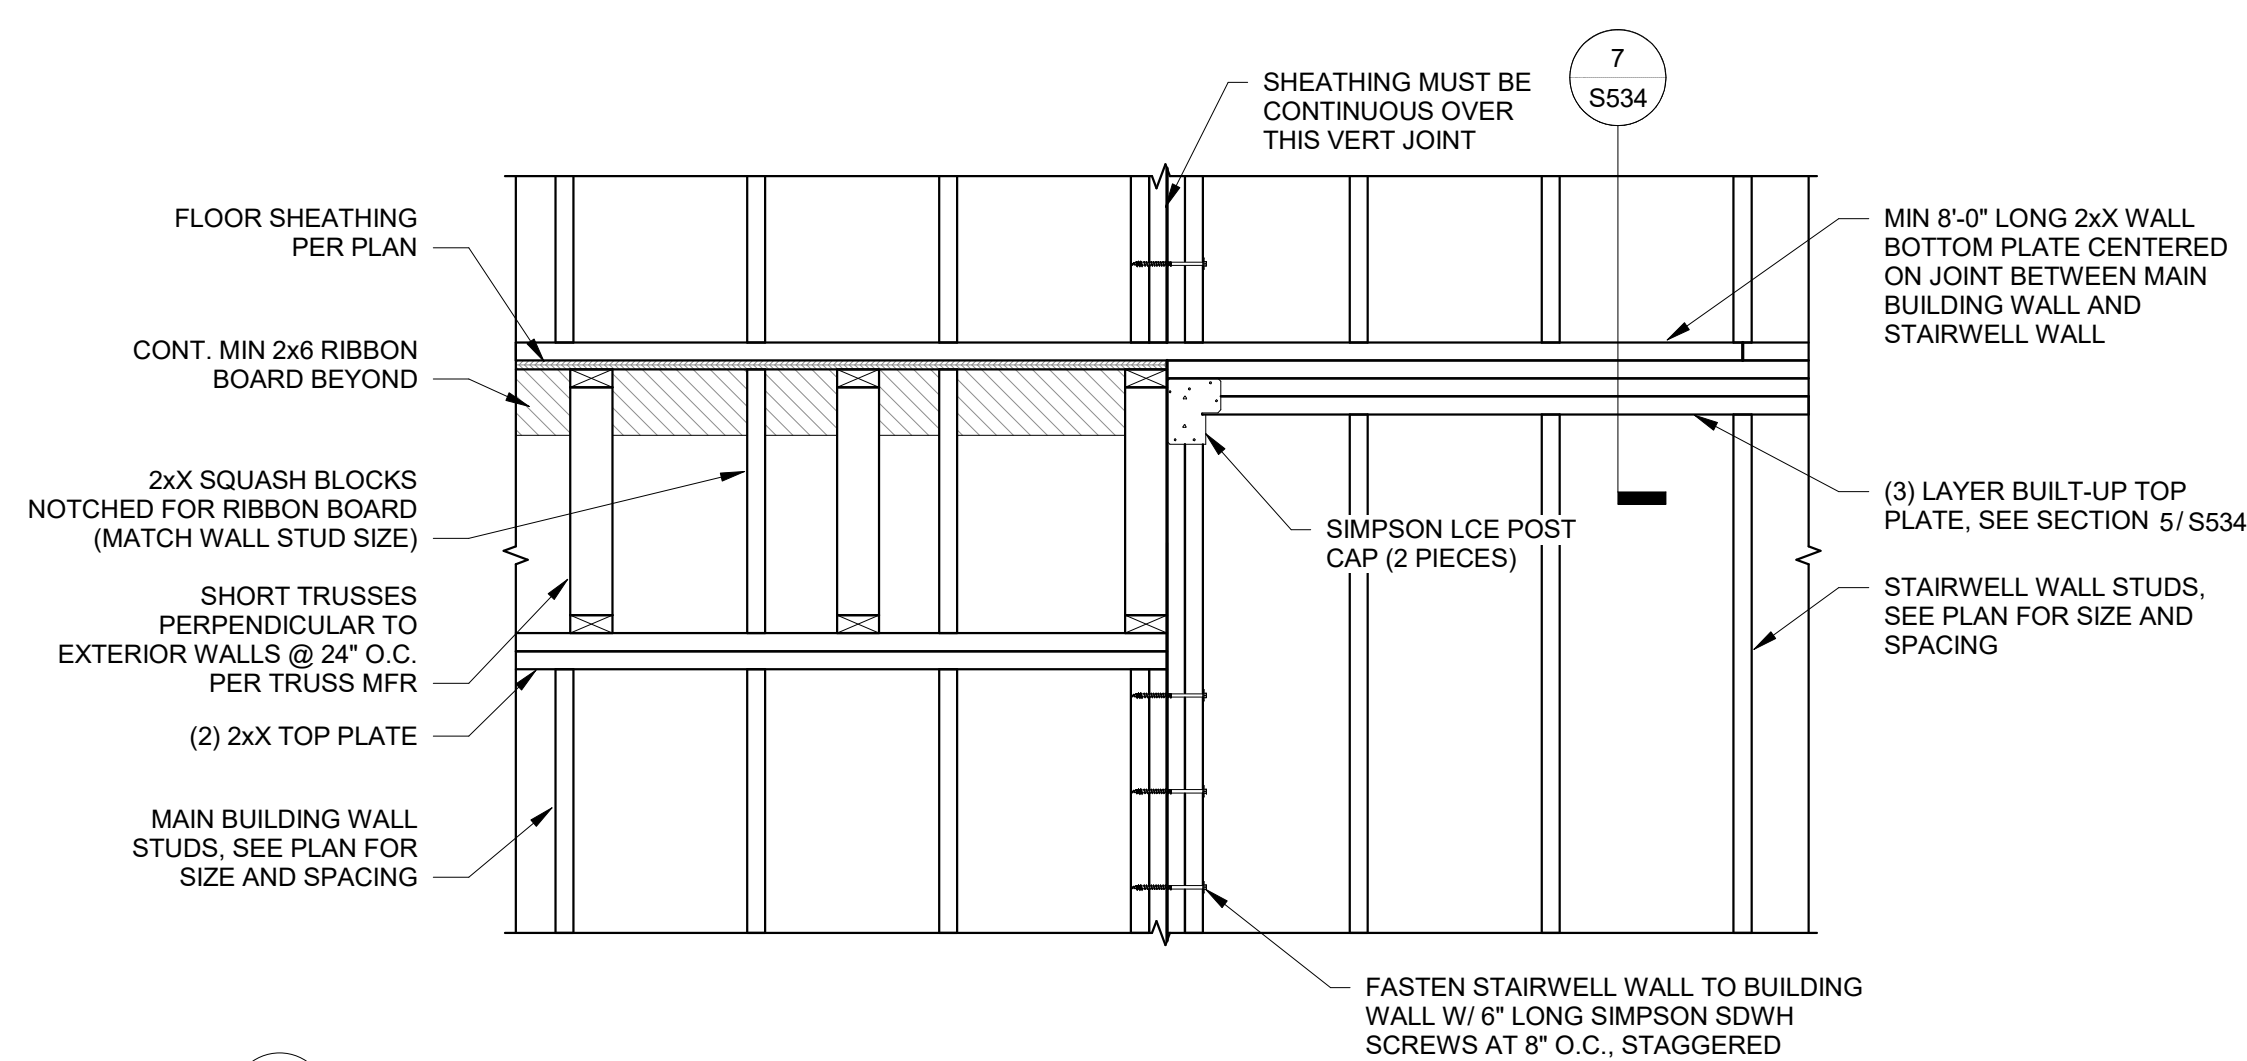 7
S534
SHEATHING MUST BE
CONTINUOUS OVER
THIS VERT JOINT
FLOOR SHEATHING
PER PLAN
CONT. MIN 2x6 RIBBON
BOARD BEYOND
2xX SQUASH BLOCKS
NOTCHED FOR RIBBON BOARD
(MATCH WALL STUD SIZE)
SHORT TRUSSES
PERPENDICULAR TO
EXTERIOR WALLS @ 24" O.C.
PER TRUSS MFR
(2) 2xX TOP PLATE
MAIN BUILDING WALL
STUDS, SEE PLAN FOR
SIZE AND SPACING
MIN 8'-0" LONG 2xX WALL
BOTTOM PLATE CENTERED
ON JOINT BETWEEN MAIN
BUILDING WALL AND
STAIRWELL WALL
(3) LAYER BUILT-UP TOP
PLATE, SEE SECTION 5/S534
SIMPSON LCE POST
CAP (2 PIECES)
STAIRWELL WALL STUDS,
SEE PLAN FOR SIZE AND
SPACING
FASTEN STAIRWELL WALL TO BUILDING
WALL W/ 6" LONG SIMPSON SDWH
SCREWS AT 8" O.C., STAGGERED